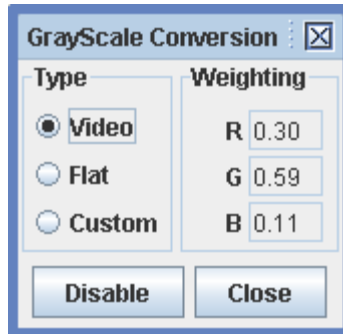 GrayScale Conversion
Type
Weighting
Video
R 0.30
Flat
G 0.59
Custom
B 0.11
Disable
Close